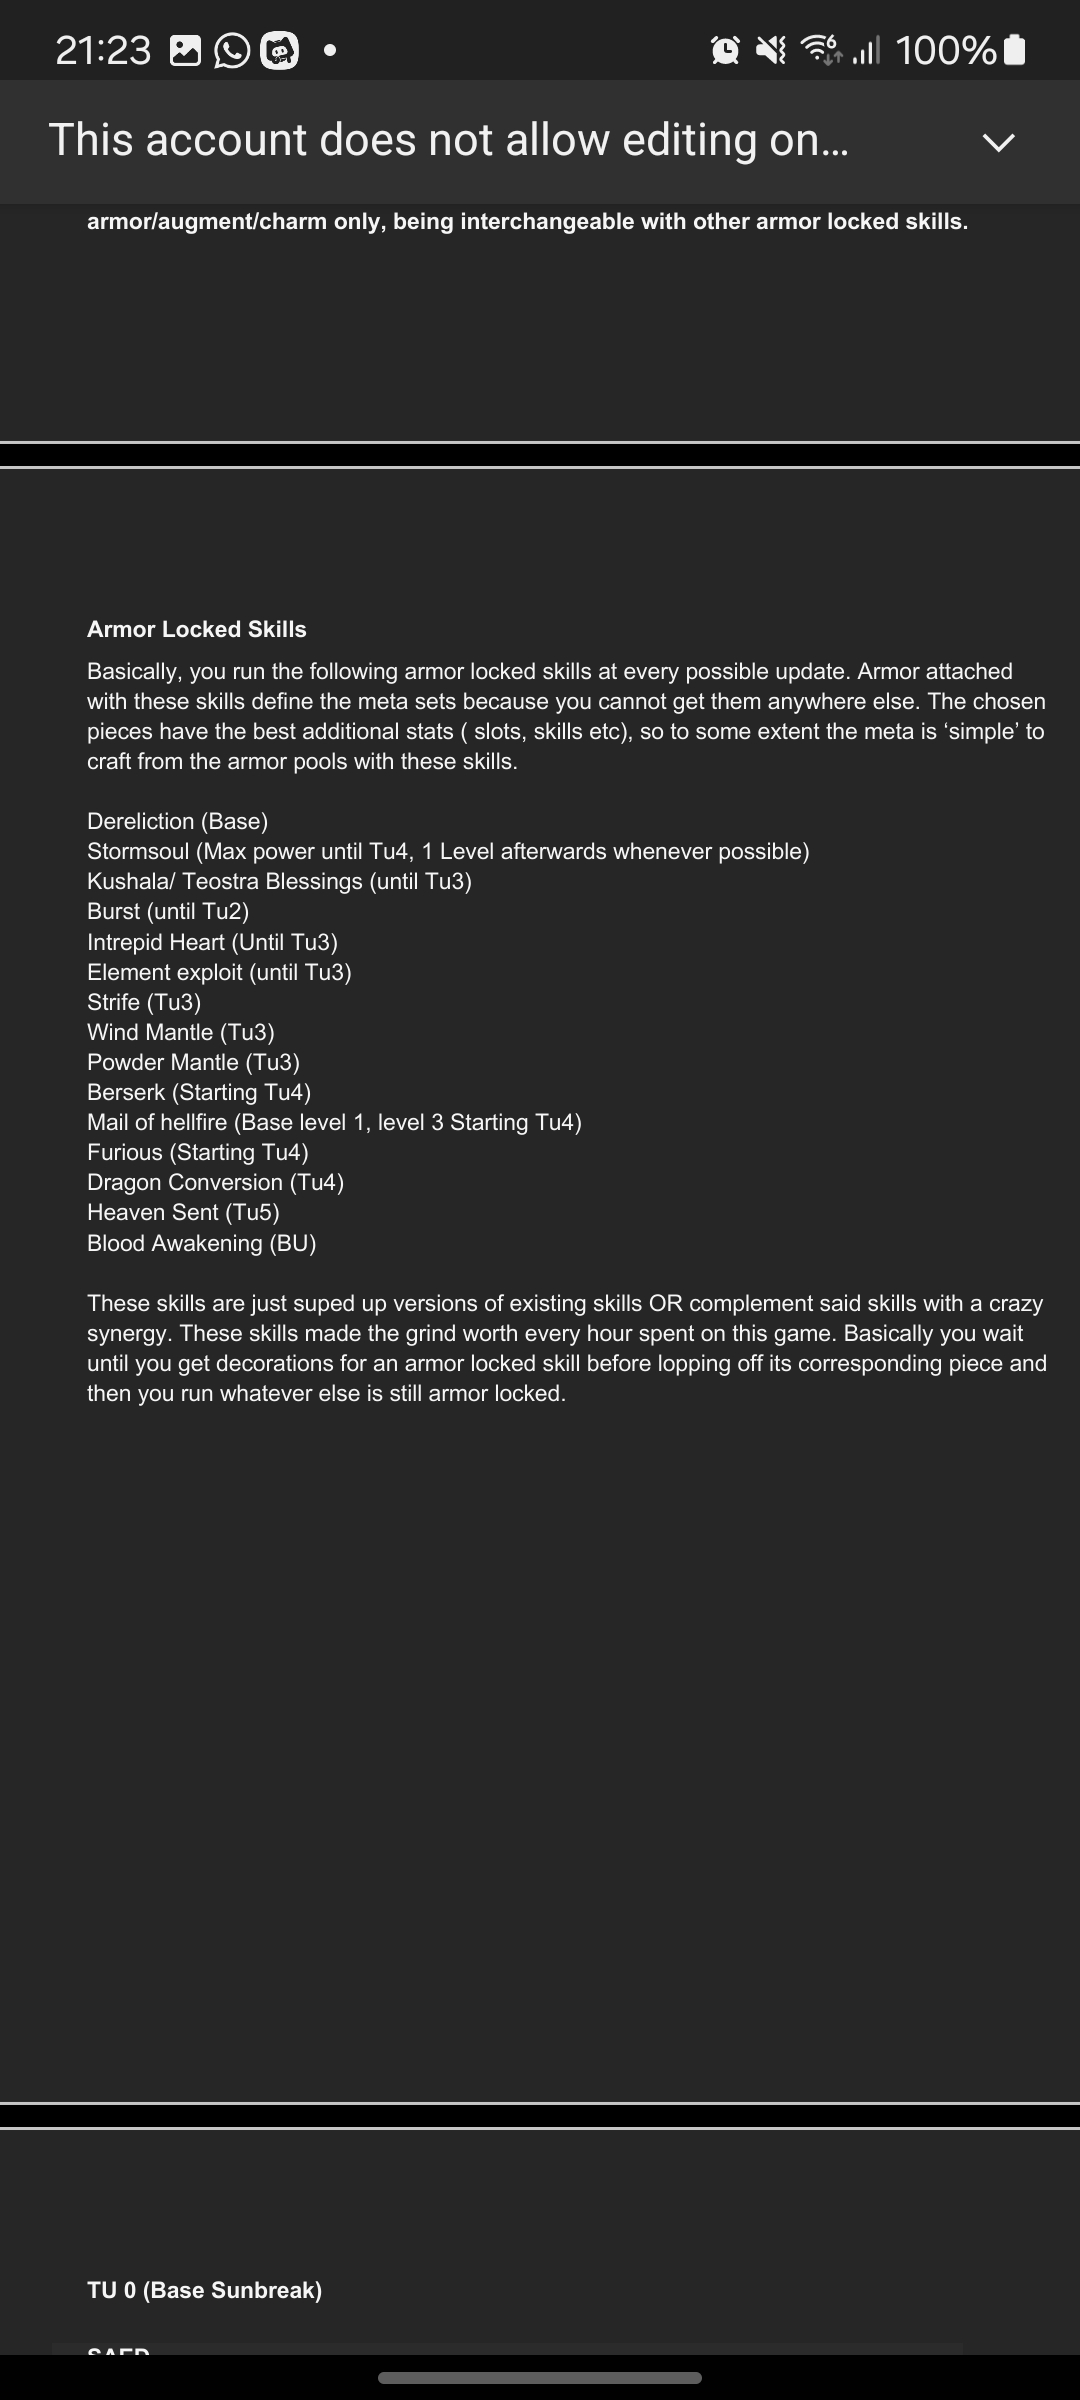 21:23
100%
This account does not allow editing on...
armor/augment/charm only, being interchangeable with other armor locked skills.
Armor Locked Skills
Basically, you run the following armor locked skills at every possible update. Armor attached
with these skills define the meta sets because you cannot get them anywhere else. The chosen
pieces have the best additional stats ( slots, skills etc), so to some extent the meta is ‘simple’ to
craft from the armor pools with these skills.
Dereliction (Base)
Stormsoul (Max power until Tu4, 1 Level afterwards whenever possible)
Kushala/ Teostra Blessings (until Tu3)
Burst (until Tu2)
Intrepid Heart (Until Tu3)
Element exploit (until Tu3)
Strife (Tu3)
Wind Mantle (Tu3)
Powder Mantle (Tu3)
Berserk (Starting Tu4)
Mail of hellfire (Base level 1, level 3 Starting Tu4)
Furious (Starting Tu4)
Dragon Conversion (Tu4)
Heaven Sent (Tu5)
Blood Awakening (BU)
These skills are just suped up versions of existing skills OR complement said skills with a crazy
synergy. These skills made the grind worth every hour spent on this game. Basically you wait
until you get decorations for an armor locked skill before lopping off its corresponding piece and
then you run whatever else is still armor locked.
TU 0 (Base Sunbreak)